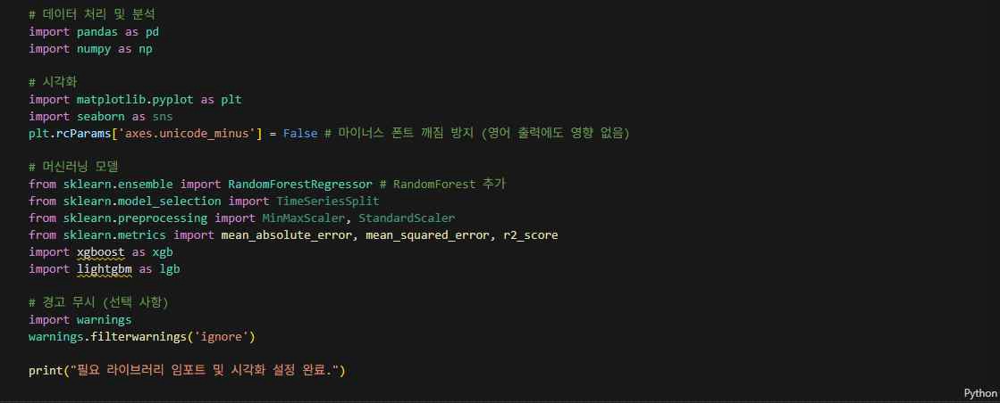 # 데이터 처리 및 분석
import pandas as pd
import numpy as np
# 시각화
import matplotlib.pyplot as plt
import seaborn as sns
plt.rcParams['axes.unicode_minus'] = False # 마이너스 폰트 깨짐 방지 (영어 출력에도 영향 없음)
# 머신러닝 모델
from sklearn.ensemble import RandomForestRegressor # RandomForest 추가
from sklearn.model_selection import TimeSeriesSplit
from sklearn.preprocessing import MinMaxScaler, StandardScaler
from sklearn.metrics import mean_absolute_error, mean_squared_error, r2_score
import xgboost as xgb
import lightgbm as lgb
# 경고 무시 (선택 사항)
import warnings
warnings.filterwarnings('ignore')
print("필요 라이브러리 임포트 및 시각화 설정 완료.")
Python